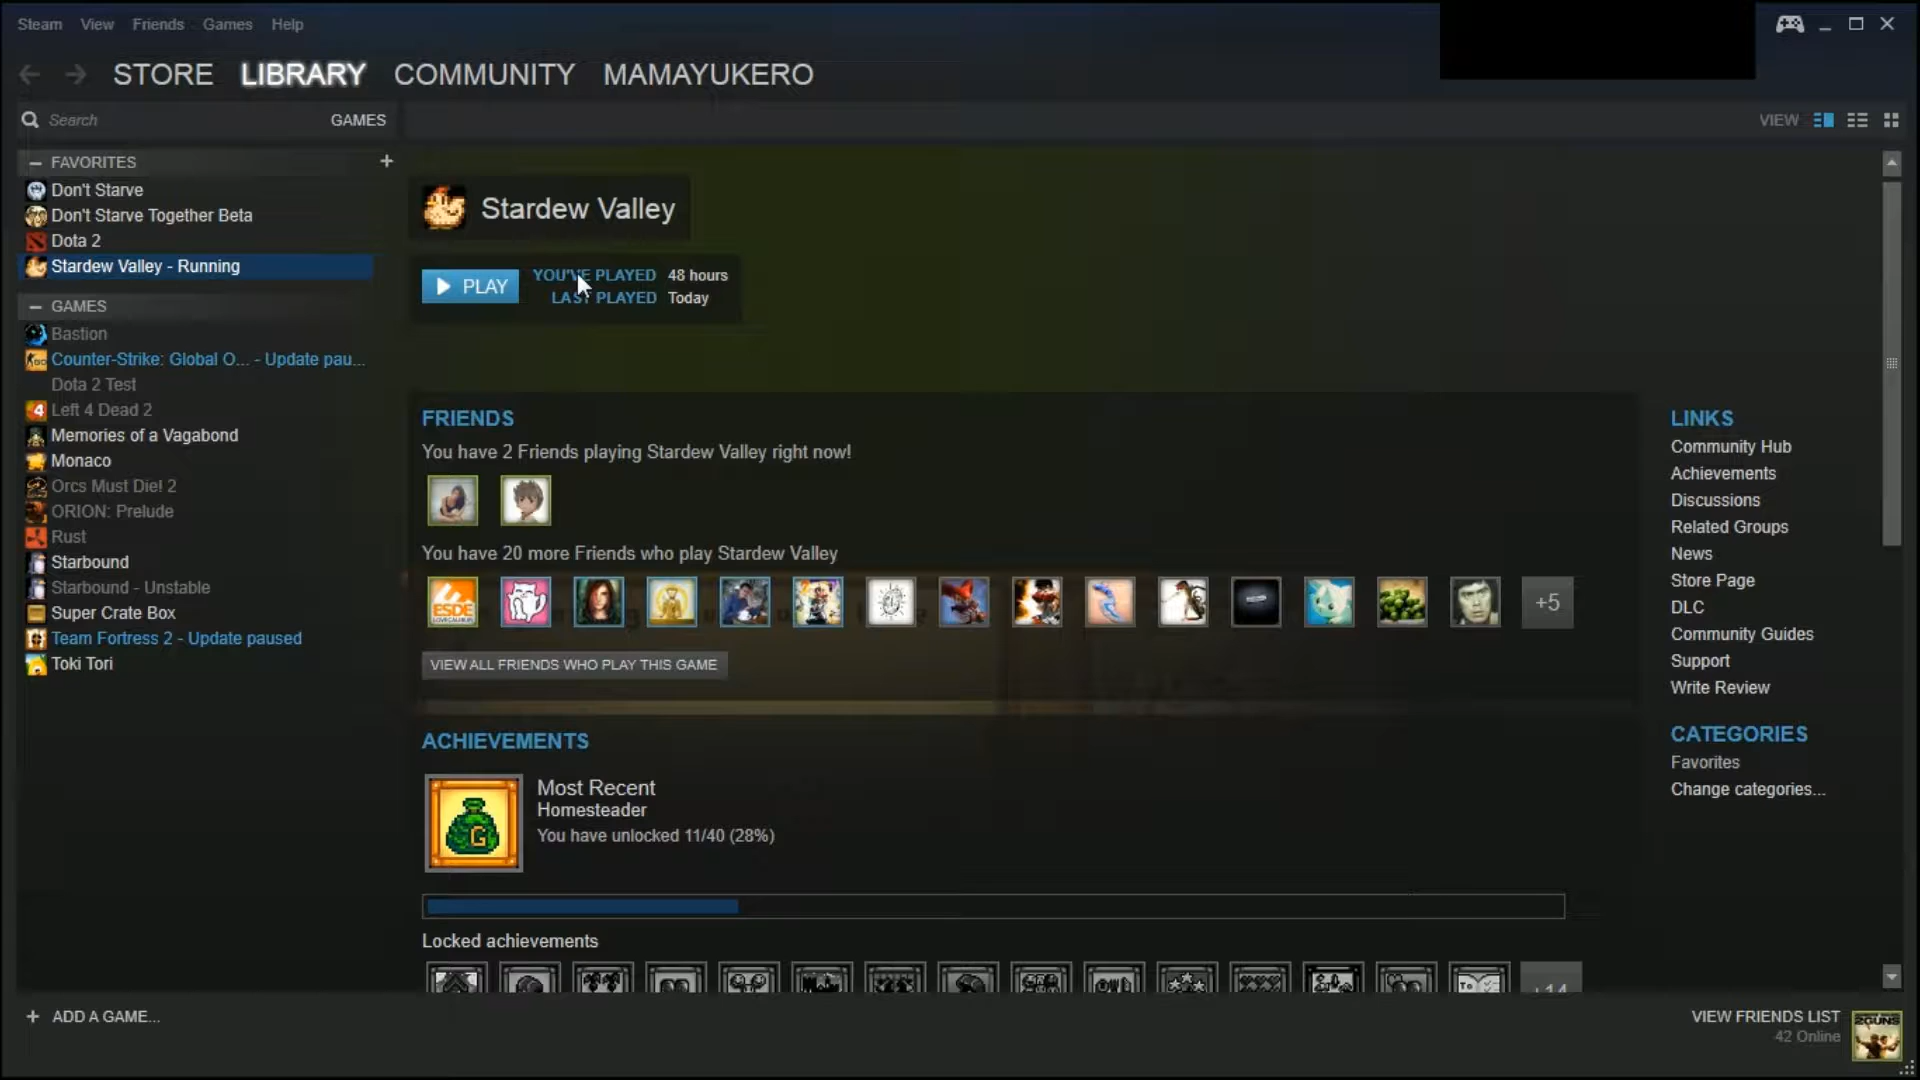 Steam View Friends Games Help
STORE LIBRARY COMMUNITY MAMAYUKERO
Search GAMES
VIEW
— FAVORITES +
Don't Starve
Don't Starve Together Beta
Dota 2
Stardew Valley - Running
— GAMES
Bastion
Counter-Strike: Global O... - Update pau...
Dota 2 Test
Left 4 Dead 2
Memories of a Vagabond
Monaco
Orcs Must Die! 2
ORION: Prelude
Rust
Starbound
Starbound - Unstable
Super Crate Box
Team Fortress 2 - Update paused
Toki Tori
Stardew Valley
PLAY
YOU'VE PLAYED 48 hours
LAST PLAYED Today
FRIENDS
You have 2 Friends playing Stardew Valley right now!
You have 20 more Friends who play Stardew Valley
ESDE
+5
VIEW ALL FRIENDS WHO PLAY THIS GAME
ACHIEVEMENTS
G
Most Recent
Homesteader
You have unlocked 11/40 (28%)
Locked achievements
+14
LINKS
Community Hub
Achievements
Discussions
Related Groups
News
Store Page
DLC
Community Guides
Support
Write Review
CATEGORIES
Favorites
Change categories...
+ ADD A GAME...
VIEW FRIENDS LIST
42 Online
2GUNS